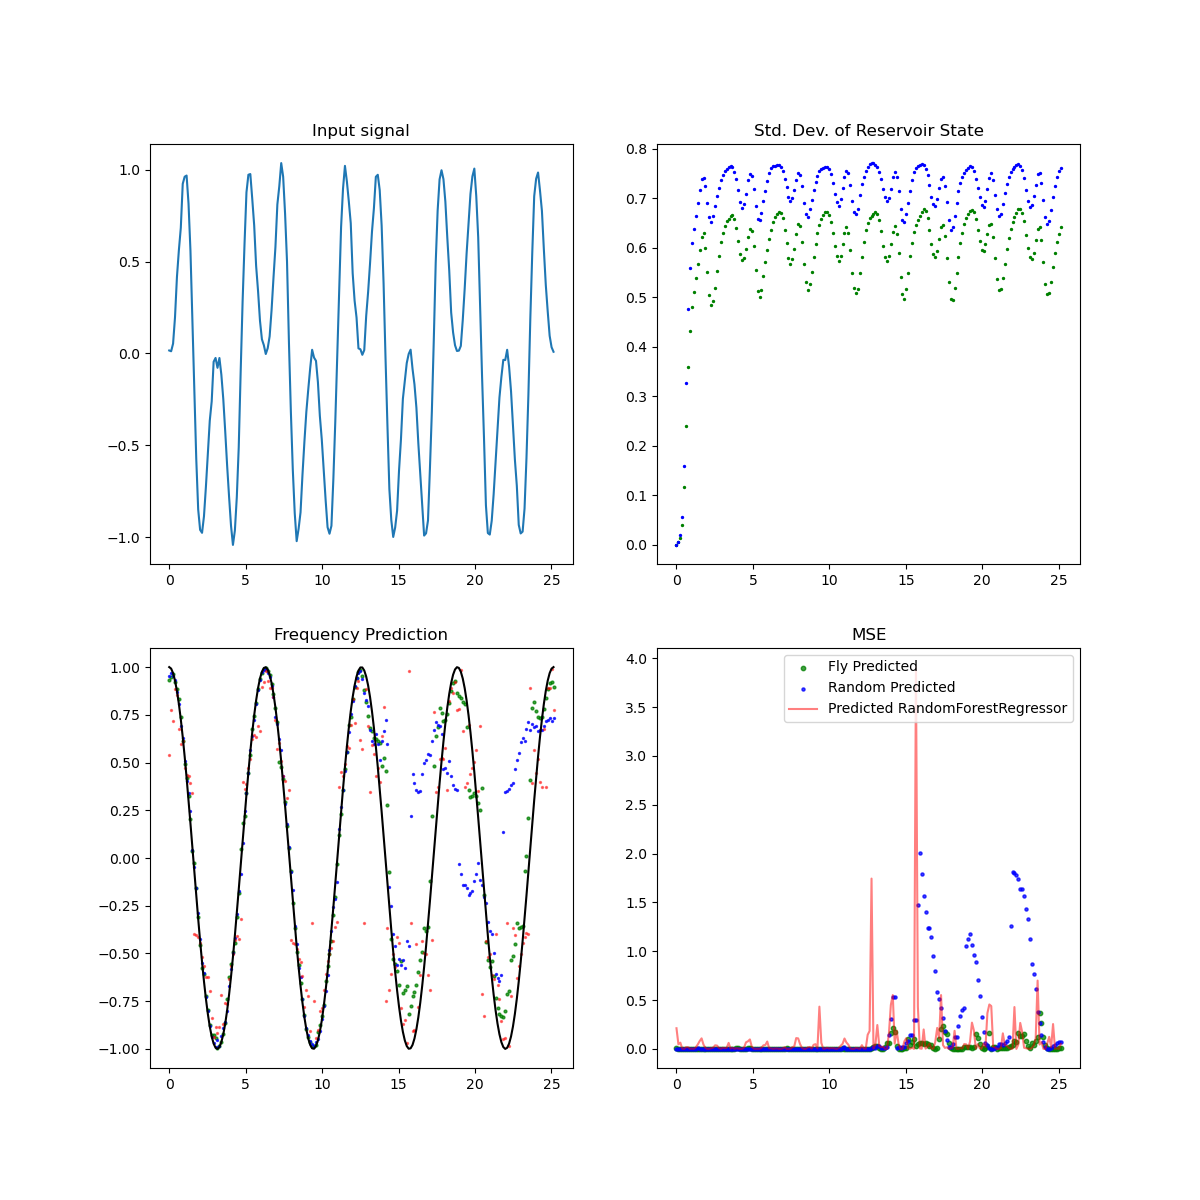 Input signal
1.0
0.5
0.0
−0.5
−1.0
0 5 10 15 20 25
Std. Dev. of Reservoir State
0.8
0.7
0.6
0.5
0.4
0.3
0.2
0.1
0.0
0 5 10 15 20 25
Frequency Prediction
1.00
0.75
0.50
0.25
0.00
−0.25
−0.50
−0.75
−1.00
0 5 10 15 20 25
MSE
4.0
3.5
3.0
2.5
2.0
1.5
1.0
0.5
0.0
Fly Predicted
Random Predicted
Predicted RandomForestRegressor
0 5 10 15 20 25